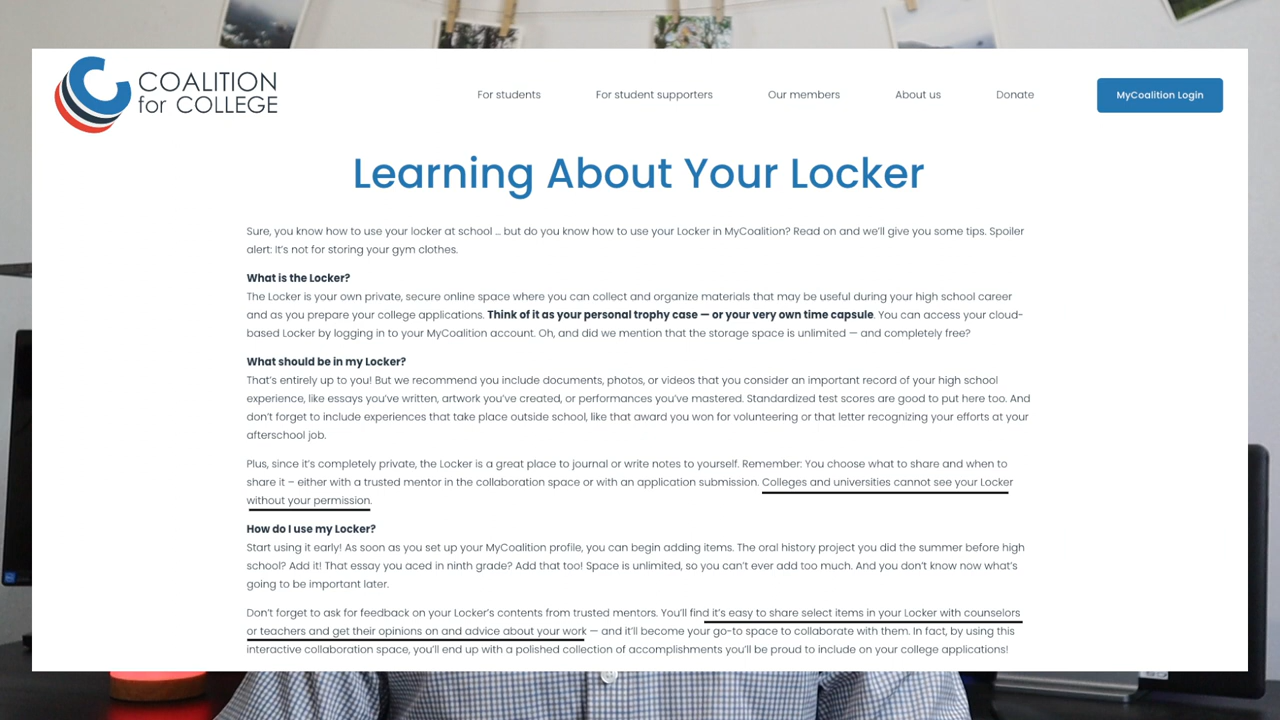 COALITION
for COLLEGE
For students
For student supporters
Our members
About us
Donate
MyCoalition Login
Learning About Your Locker
Sure, you know how to use your locker at school ... but do you know how to use your Locker in MyCoalition? Read on and we'll give you some tips. Spoiler
alert: It's not for storing your gym clothes.
What is the Locker?
The Locker is your own private, secure online space where you can collect and organize materials that may be useful during your high school career
and as you prepare your college applications. Think of it as your personal trophy case — or your very own time capsule. You can access your cloud-
based Locker by logging in to your MyCoalition account. Oh, and did we mention that the storage space is unlimited — and completely free?
What should be in my Locker?
That's entirely up to you! But we recommend you include documents, photos, or videos that you consider an important record of your high school
experience, like essays you've written, artwork you've created, or performances you've mastered. Standardized test scores are good to put here too. And
don't forget to include experiences that take place outside school, like that award you won for volunteering or that letter recognizing your efforts at your
afterschool job.
Plus, since it's completely private, the Locker is a great place to journal or write notes to yourself. Remember: You choose what to share and when to
share it – either with a trusted mentor in the collaboration space or with an application submission. Colleges and universities cannot see your Locker
without your permission.
How do I use my Locker?
Start using it early! As soon as you set up your MyCoalition profile, you can begin adding items. The oral history project you did the summer before high
school? Add it! That essay you aced in ninth grade? Add that too! Space is unlimited, so you can't ever add too much. And you don't know now what's
going to be important later.
Don't forget to ask for feedback on your Locker's contents from trusted mentors. You'll find it's easy to share select items in your Locker with counselors
or teachers and get their opinions on and advice about your work — and it'll become your go-to space to collaborate with them. In fact, by using this
interactive collaboration space, you'll end up with a polished collection of accomplishments you'll be proud to include on your college applications!